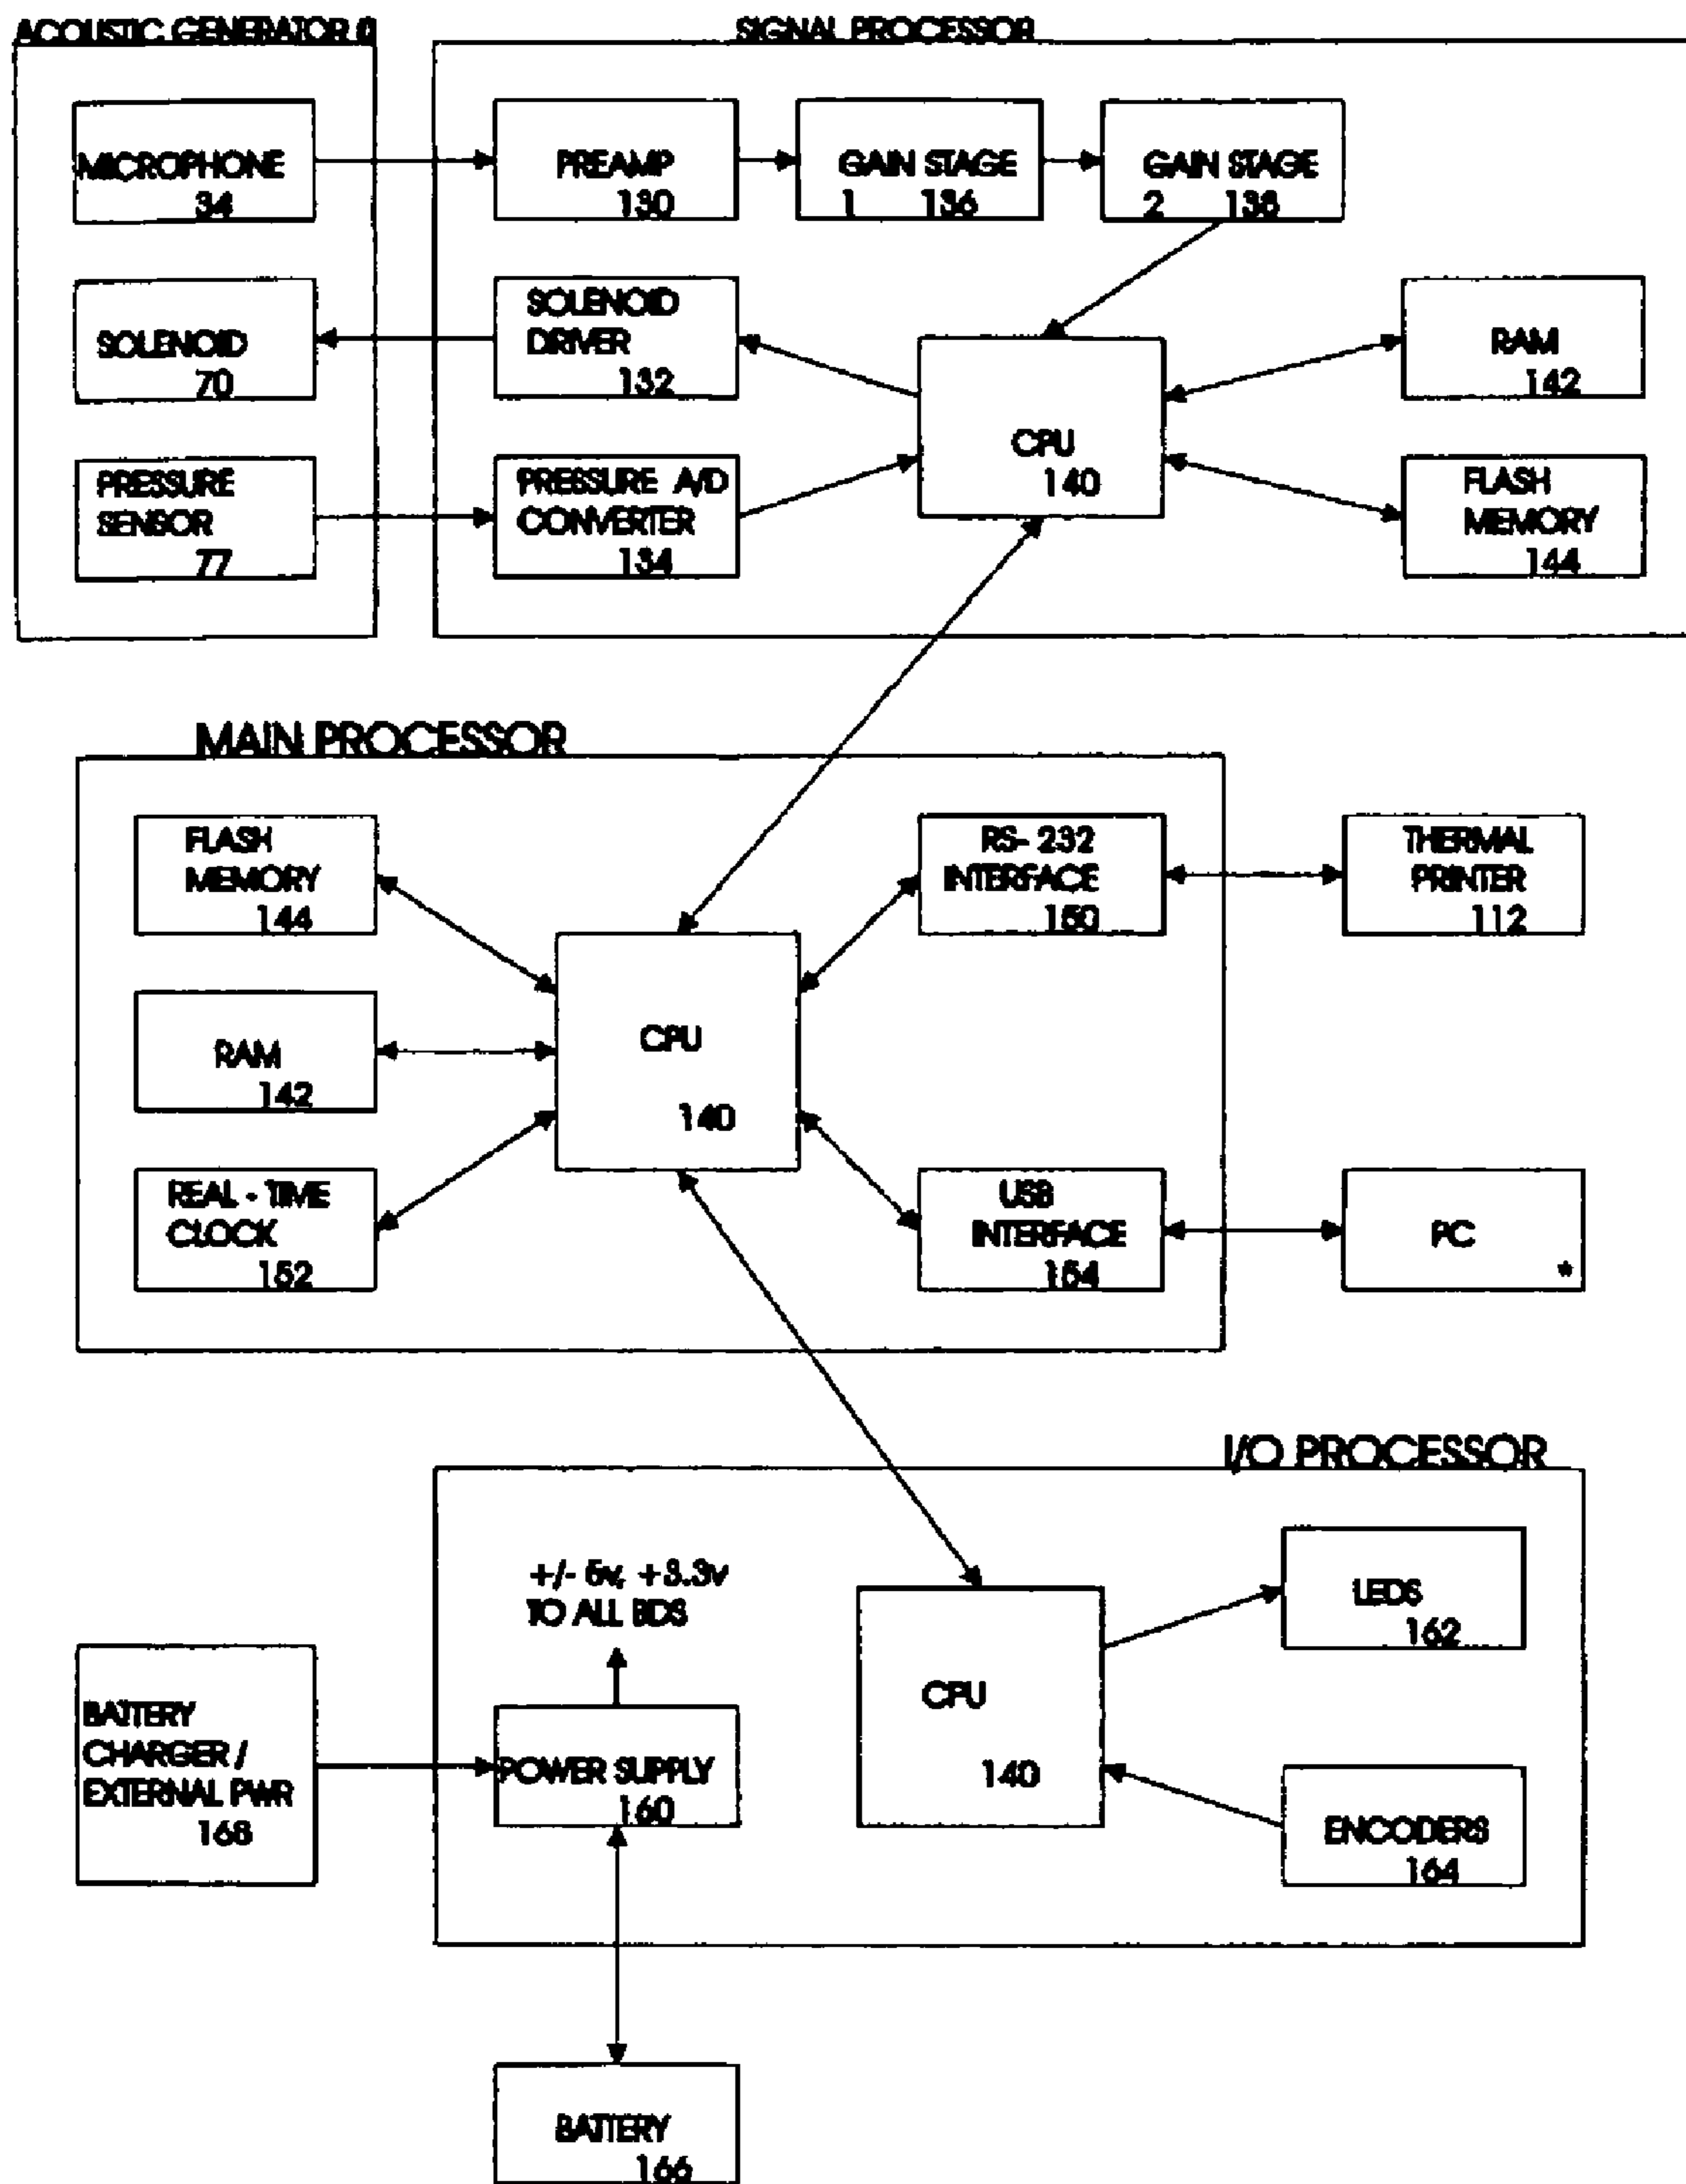 ACOUSTIC GENERATOR
SIGNAL PROCESSOR
MICROPHONE
34
PREAMP
130
GAIN STAGE
1 136
GAIN STAGE
2 138
SOLENOID
70
SOLENOID
DRIVER
132
CPU
140
RAM
142
PRESSURE
SENSOR
77
PRESSURE A/D
CONVERTER
134
FLASH
MEMORY
144
MAIN PROCESSOR
FLASH
MEMORY
144
RS-232
INTERFACE
150
THERMAL
PRINTER
112
CPU
140
RAM
142
REAL - TIME
CLOCK
152
USB
INTERFACE
154
PC
*
I/O PROCESSOR
+/- 5v, +3.3v
TO ALL BDS
LEDS
162
CPU
140
BATTERY
CHARGER /
EXTERNAL PWR
168
POWER SUPPLY
160
ENCODERS
164
BATTERY
166